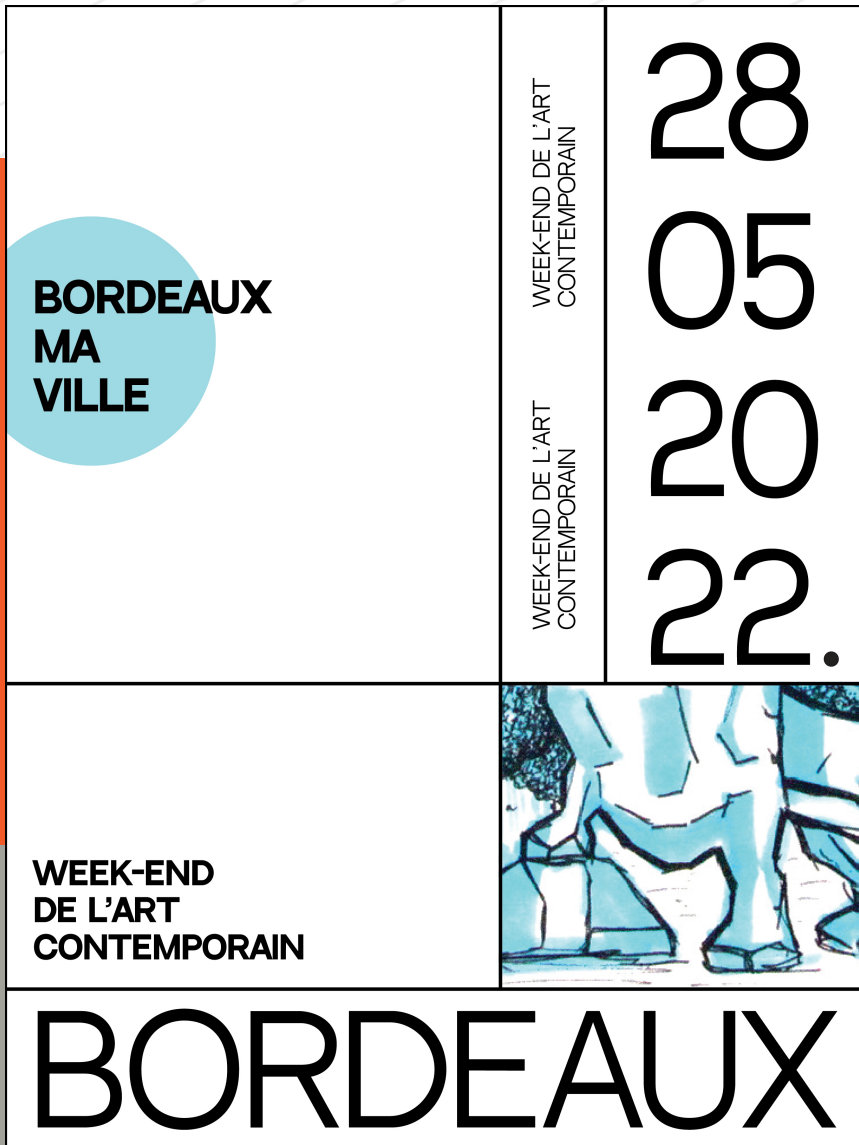 BORDEAUX
MA
VILLE
WEEK-END DE L'ART
CONTEMPORAIN
WEEK-END DE L'ART
CONTEMPORAIN
28
05
20
22.
WEEK-END
DE L'ART
CONTEMPORAIN
BORDEAUX